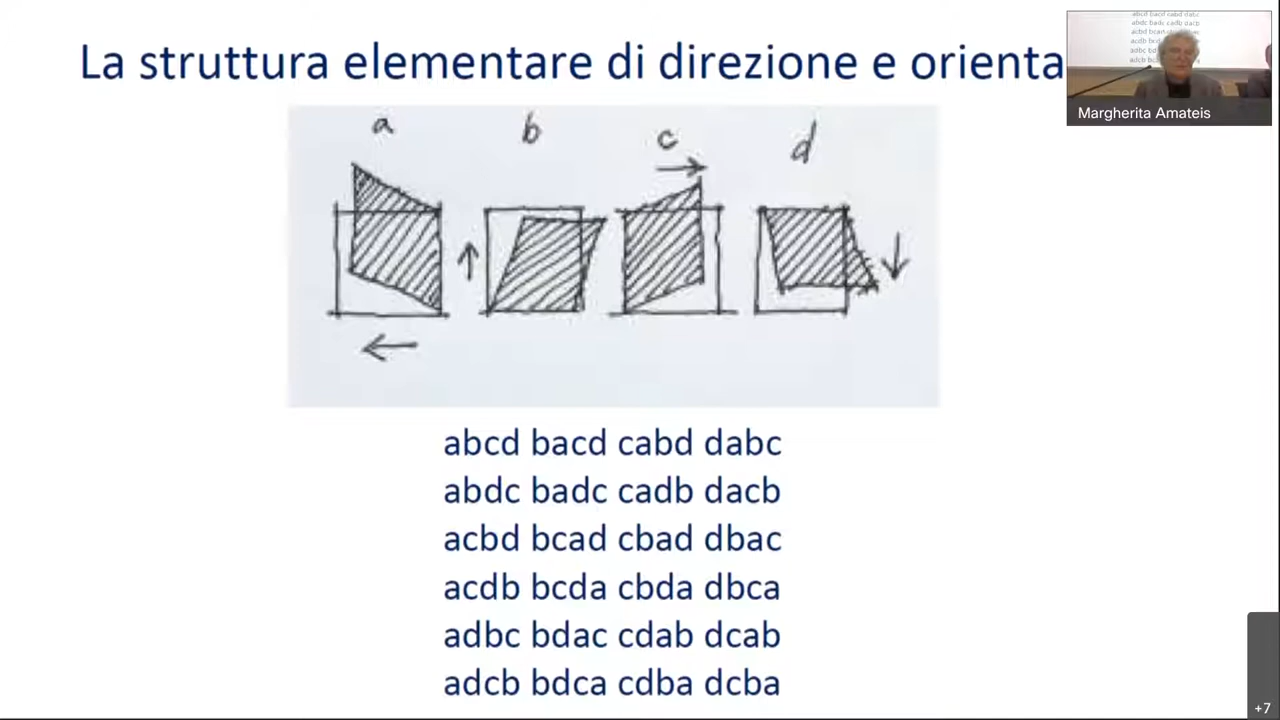 La struttura elementare di direzione e orienta
a b c d
abcd bacd cabd dabc
abdc badc cadb dacb
acbd bcad cbad dbac
acdb bcda cbda dbca
adbc bdac cdab dcab
adcb bdca cdba dcba
Margherita Amateis
+7